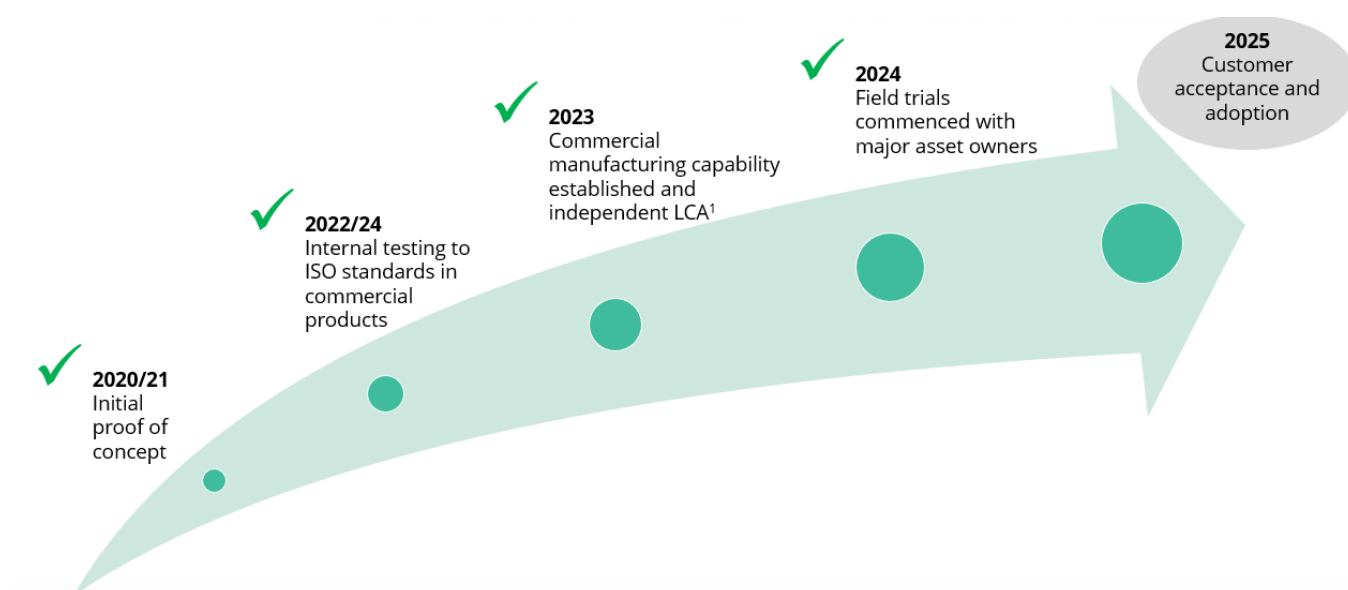 2020/21
Initial
proof of
concept
2022/24
Internal testing to
ISO standards in
commercial
products
2023
Commercial
manufacturing capability
established and
independent LCA¹
2024
Field trials
commenced with
major asset owners
2025
Customer
acceptance and
adoption